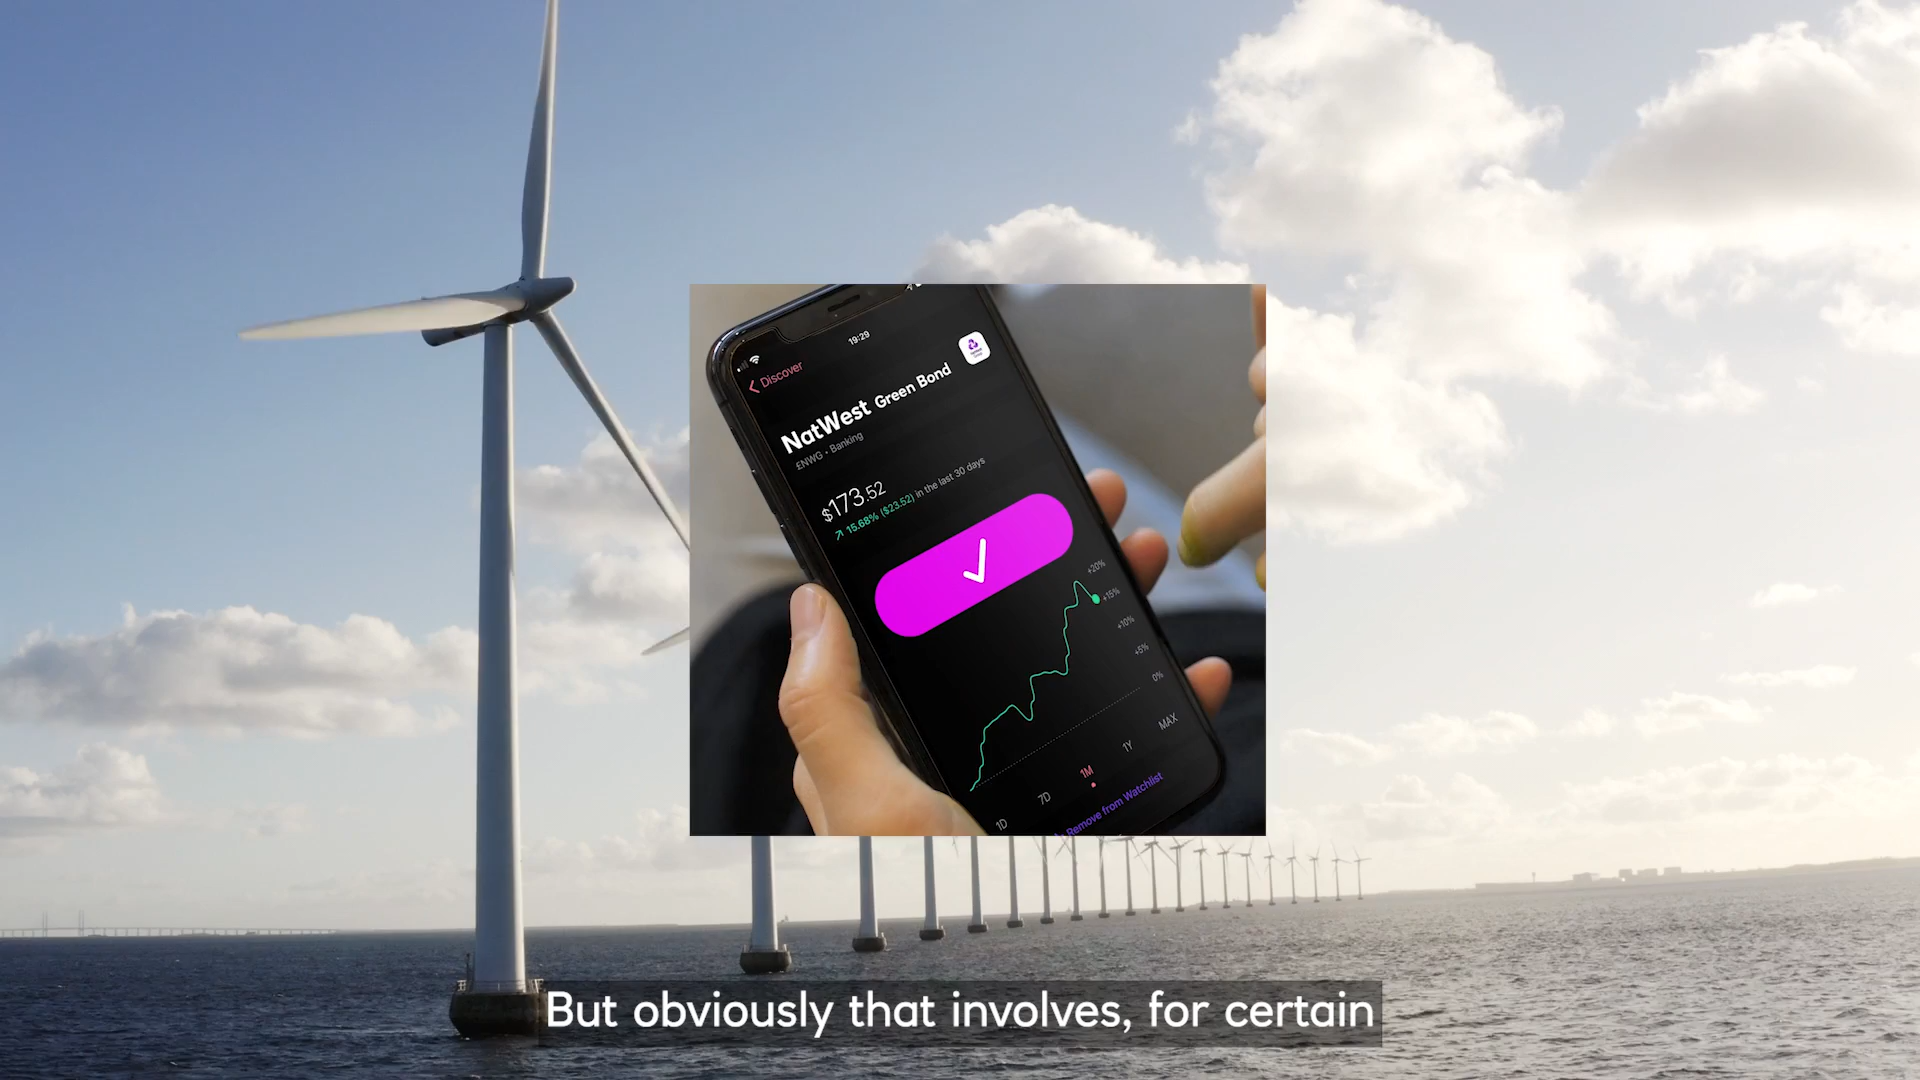 19:29
Discover
NatWest Green Bond
£NWG • Banking
$173.52
15.68% ($23.52) in the last 30 days
+20%
+15%
+10%
+5%
0%
1D 7D 1M 1Y MAX
Remove from Watchlist
But obviously that involves, for certain